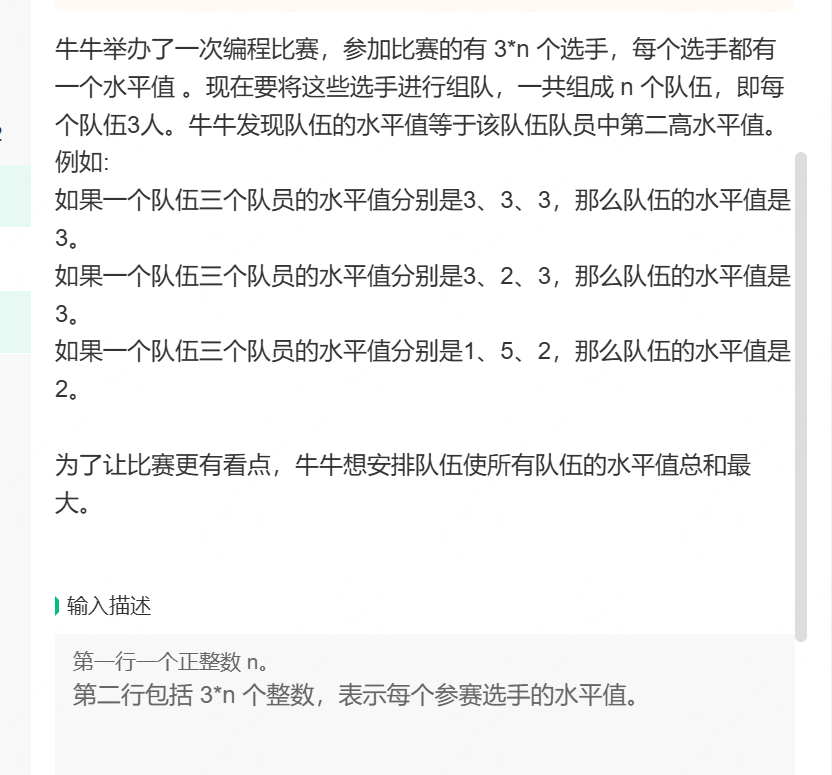 牛牛举办了一次编程比赛，参加比赛的有 3*n 个选手，每个选手都有
一个水平值 。现在要将这些选手进行组队，一共组成 n 个队伍，即每
个队伍3人。牛牛发现队伍的水平值等于该队伍队员中第二高水平值。
例如:
如果一个队伍三个队员的水平值分别是3、3、3，那么队伍的水平值是
3。
如果一个队伍三个队员的水平值分别是3、2、3，那么队伍的水平值是
3。
如果一个队伍三个队员的水平值分别是1、5、2，那么队伍的水平值是
2。
为了让比赛更有看点，牛牛想安排队伍使所有队伍的水平值总和最
大。
输入描述
第一行一个正整数 n。
第二行包括 3*n 个整数，表示每个参赛选手的水平值。